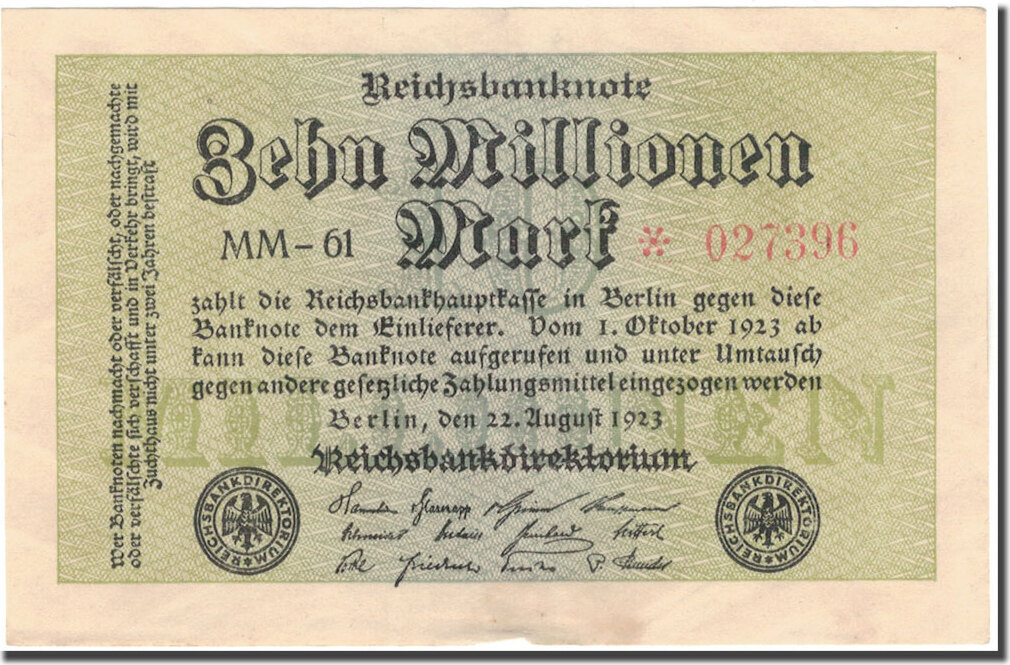 Reichsbanknote
Zehn Millionen
Mark
MM-61
* 027396
zahlt die Reichsbankhauptkasse in Berlin gegen diese
Banknote dem Einlieferer. Vom 1. Oktober 1923 ab
kann diese Banknote aufgerufen und unter Umtausch
gegen andere gesetzliche Zahlungsmittel eingezogen werden
Berlin, den 22. August 1923
Reichsbankdirektorium
REICHSBANKDIREKTORIUM
REICHSBANKDIREKTORIUM
Wer Banknoten nachmacht oder verfälscht, oder nachgemachte
oder verfälschte sich verschafft und in Verkehr bringt, wird mit
Zuchthaus nicht unter zwei Jahren bestraft